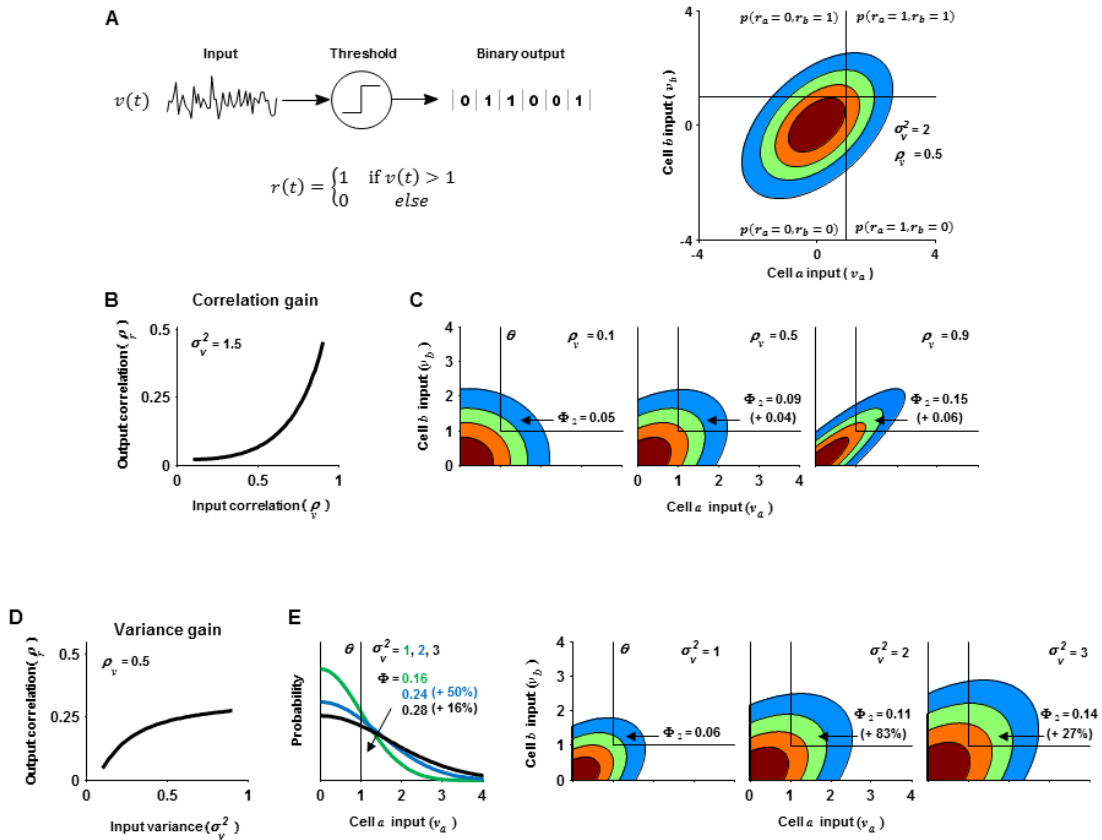 A
Input
Threshold
Binary output
v(t)
0 1 1 0 0 1
r(t) = {1 if v(t) > 1
0 else
p(r_a = 0, r_b = 1) p(r_a = 1, r_b = 1)
4
0
-4
Cell b input (v_b)
σ_v^2 = 2
ρ_v = 0.5
p(r_a = 0, r_b = 0) p(r_a = 1, r_b = 0)
-4 0 4
Cell a input (v_a)
B
Correlation gain
Output correlation (ρ_r)
0.5
0.25
0
σ_v^2 = 1.5
0 0.5 1
Input correlation (ρ_v)
C
Cell b input (v_b)
4
3
2
1
0
θ
ρ_v = 0.1
Φ_2 = 0.05
ρ_v = 0.5
Φ_2 = 0.09
(+ 0.04)
0 1 2 3 4
Cell a input (v_a)
ρ_v = 0.9
Φ_2 = 0.15
(+ 0.06)
D
Variance gain
Output correlation (ρ_r)
0.5
0.25
0
ρ_v = 0.5
0 0.5 1
Input variance (σ_v^2)
E
Probability
θ
σ_v^2 = 1, 2, 3
Φ = 0.16
0.24 (+ 50%)
0.28 (+ 16%)
0 1 2 3 4
Cell a input (v_a)
Cell b input (v_b)
4
3
2
1
0
θ
σ_v^2 = 1
Φ_2 = 0.06
σ_v^2 = 2
Φ_2 = 0.11
(+ 83%)
0 1 2 3 4
Cell a input (v_a)
σ_v^2 = 3
Φ_2 = 0.14
(+ 27%)